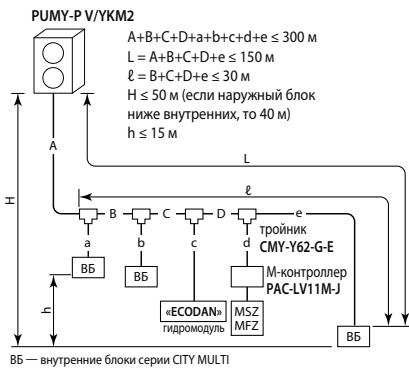 PUMY-P V/YKM2
A+B+C+D+a+b+c+d+e ≤ 300 м
L = A+B+C+D+e ≤ 150 м
ℓ = B+C+D+e ≤ 30 м
H ≤ 50 м (если наружный блок
ниже внутренних, то 40 м)
h ≤ 15 м
A
L
H
ℓ
B
C
D
e
тройник
CMY-Y62-G-E
a
b
c
d
ВБ
ВБ
М-контроллер
PAC-LV11M-J
h
«ECODAN»
гидромодуль
MSZ
MFZ
ВБ
ВБ — внутренние блоки серии CITY MULTI